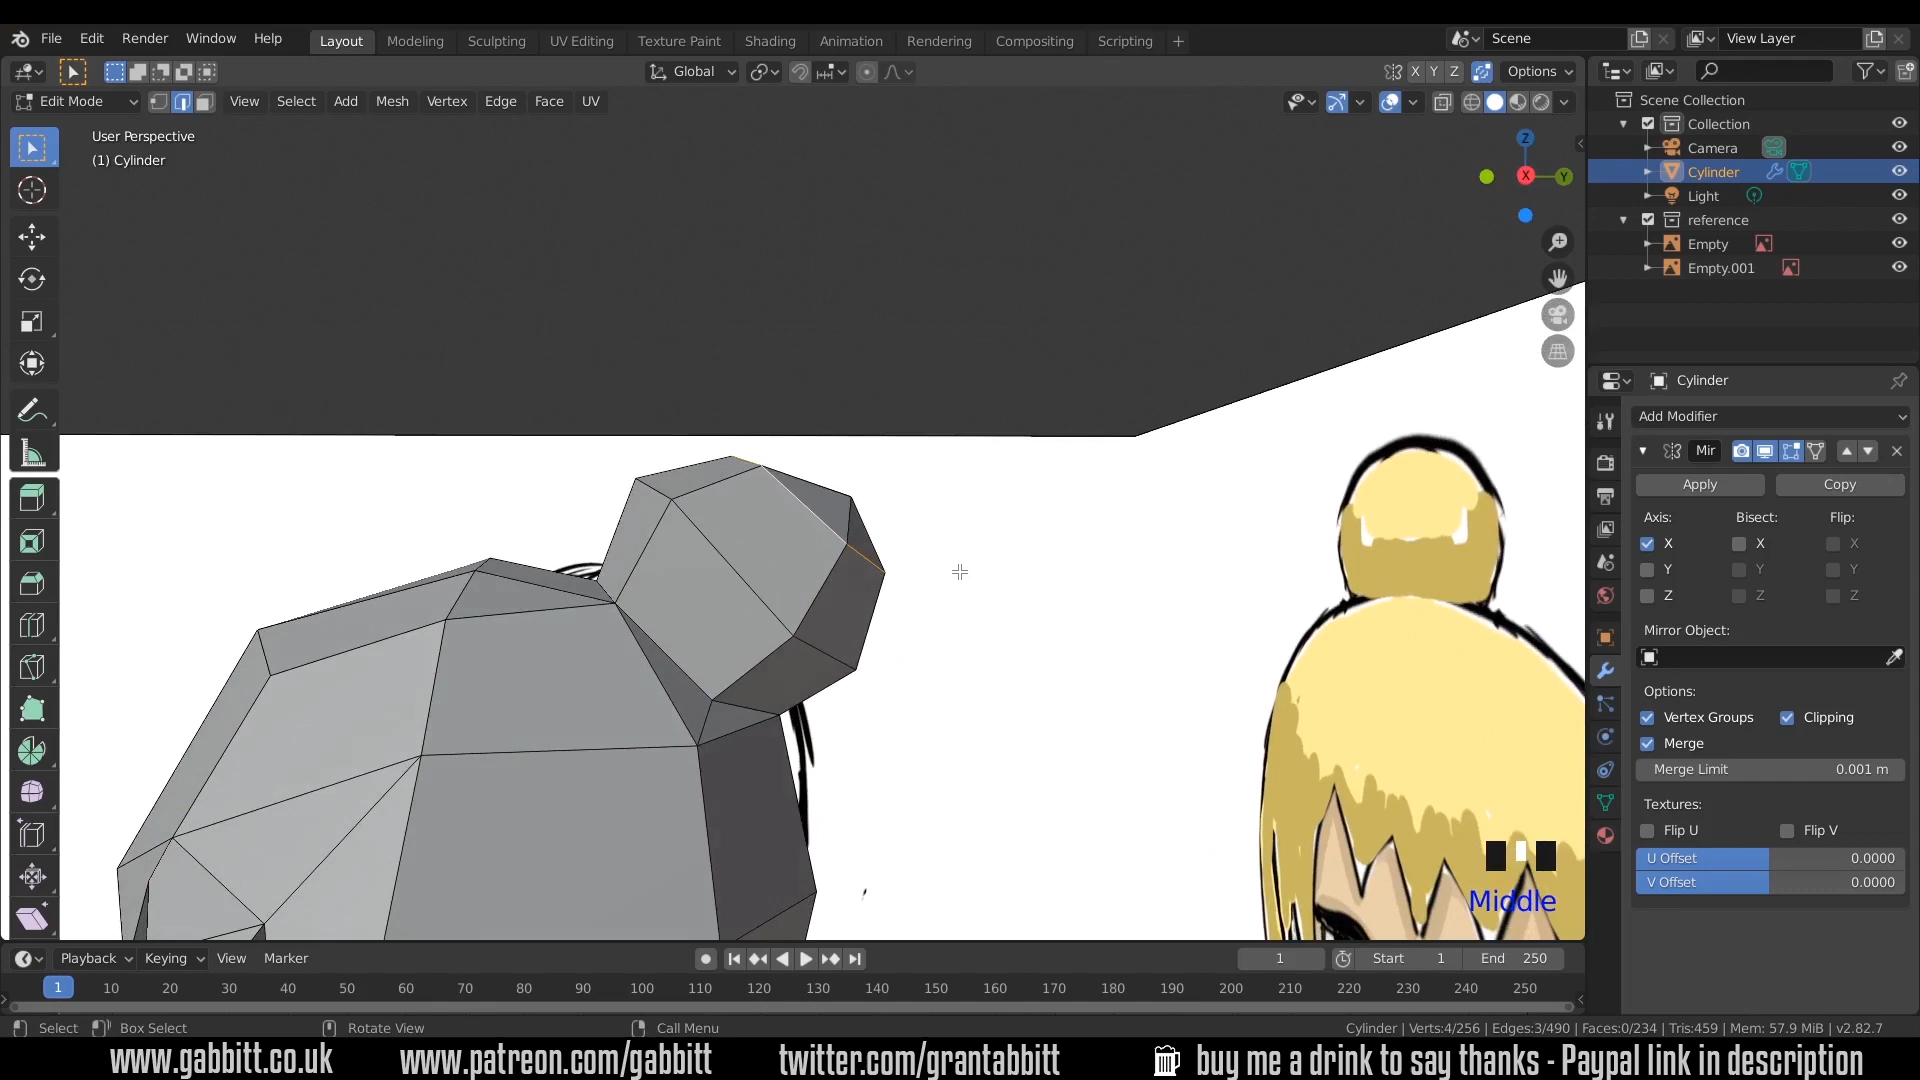 File Edit Render Window Help Layout Modeling Sculpting UV Editing Texture Paint Shading Animation Rendering Compositing Scripting + Scene View Layer
Global X Y Z Options
Edit Mode View Select Add Mesh Vertex Edge Face UV
Scene Collection
User Perspective
(1) Cylinder
Z
X
Y
Collection
Camera
Cylinder
Light
reference
Empty
Empty.001
Cylinder
Add Modifier
Mir
Apply Copy
Axis: Bisect: Flip:
X X X
Y Y Y
Z Z Z
Mirror Object:
Options:
Vertex Groups Clipping
Merge
Merge Limit 0.001 m
Textures:
Flip U Flip V
U Offset 0.0000
V Offset 0.0000
Middle
Playback Keying View Marker 1 Start 1 End 250
1 10 20 30 40 50 60 70 80 90 100 110 120 130 140 150 160 170 180 190 200 210 220 230 240 250
Select Box Select Rotate View Call Menu Cylinder | Verts:4/256 | Edges:3/490 | Faces:0/234 | Tris:459 | Mem: 57.9 MiB | v2.82.7
www.gabbitt.co.uk www.patreon.com/gabbitt twitter.com/grantabbitt buy me a drink to say thanks - Paypal link in description